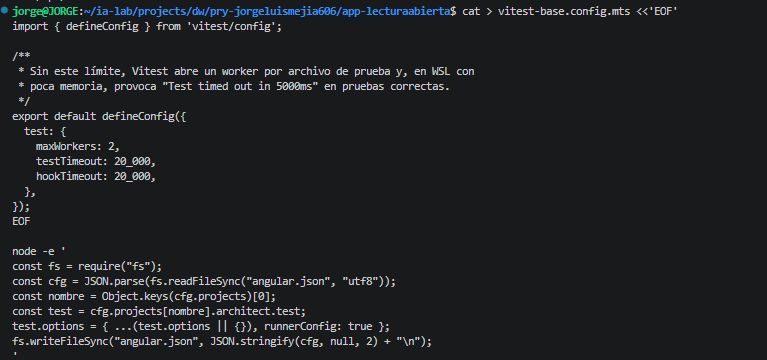 jorge@JORGE:~/ia-lab/projects/dw/pry-jorgeluismejia606/app-lecturaabierta$ cat > vitest-base.config.mts <<'EOF'
import { defineConfig } from 'vitest/config';

/**
 * Sin este límite, Vitest abre un worker por archivo de prueba y, en WSL con
 * poca memoria, provoca "Test timed out in 5000ms" en pruebas correctas.
 */
export default defineConfig({
  test: {
    maxWorkers: 2,
    testTimeout: 20_000,
    hookTimeout: 20_000,
  },
});
EOF

node -e '
const fs = require("fs");
const cfg = JSON.parse(fs.readFileSync("angular.json", "utf8"));
const nombre = Object.keys(cfg.projects)[0];
const test = cfg.projects[nombre].architect.test;
test.options = { ...(test.options || {}), runnerConfig: true };
fs.writeFileSync("angular.json", JSON.stringify(cfg, null, 2) + "\n");
'